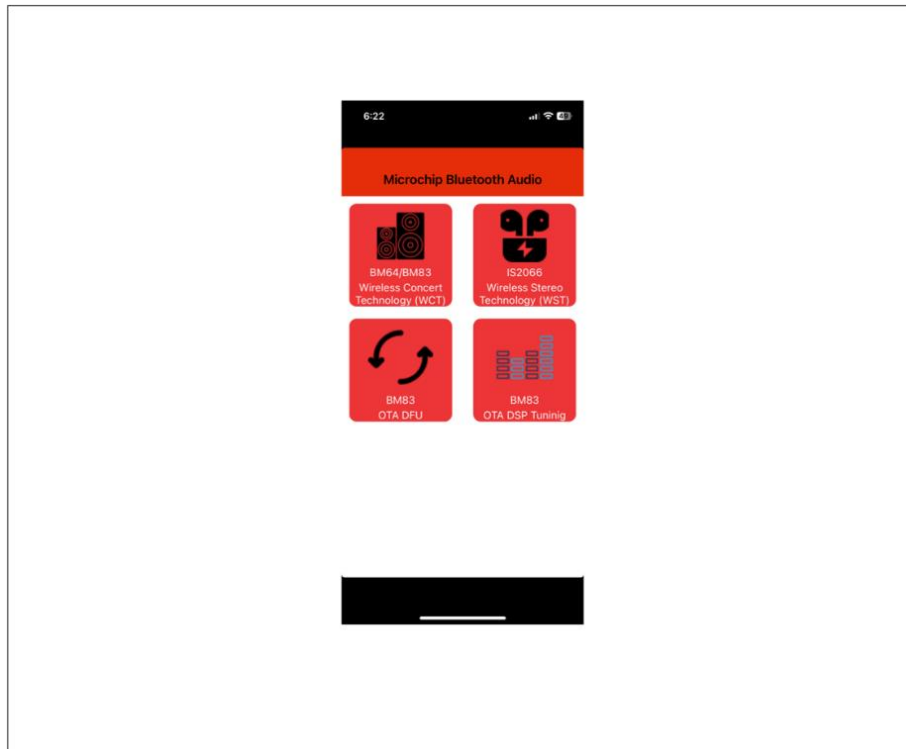 6:22
Microchip Bluetooth Audio
BM64/BM83
Wireless Concert
Technology (WCT)
IS2066
Wireless Stereo
Technology (WST)
BM83
OTA DFU
BM83
OTA DSP Tuninig